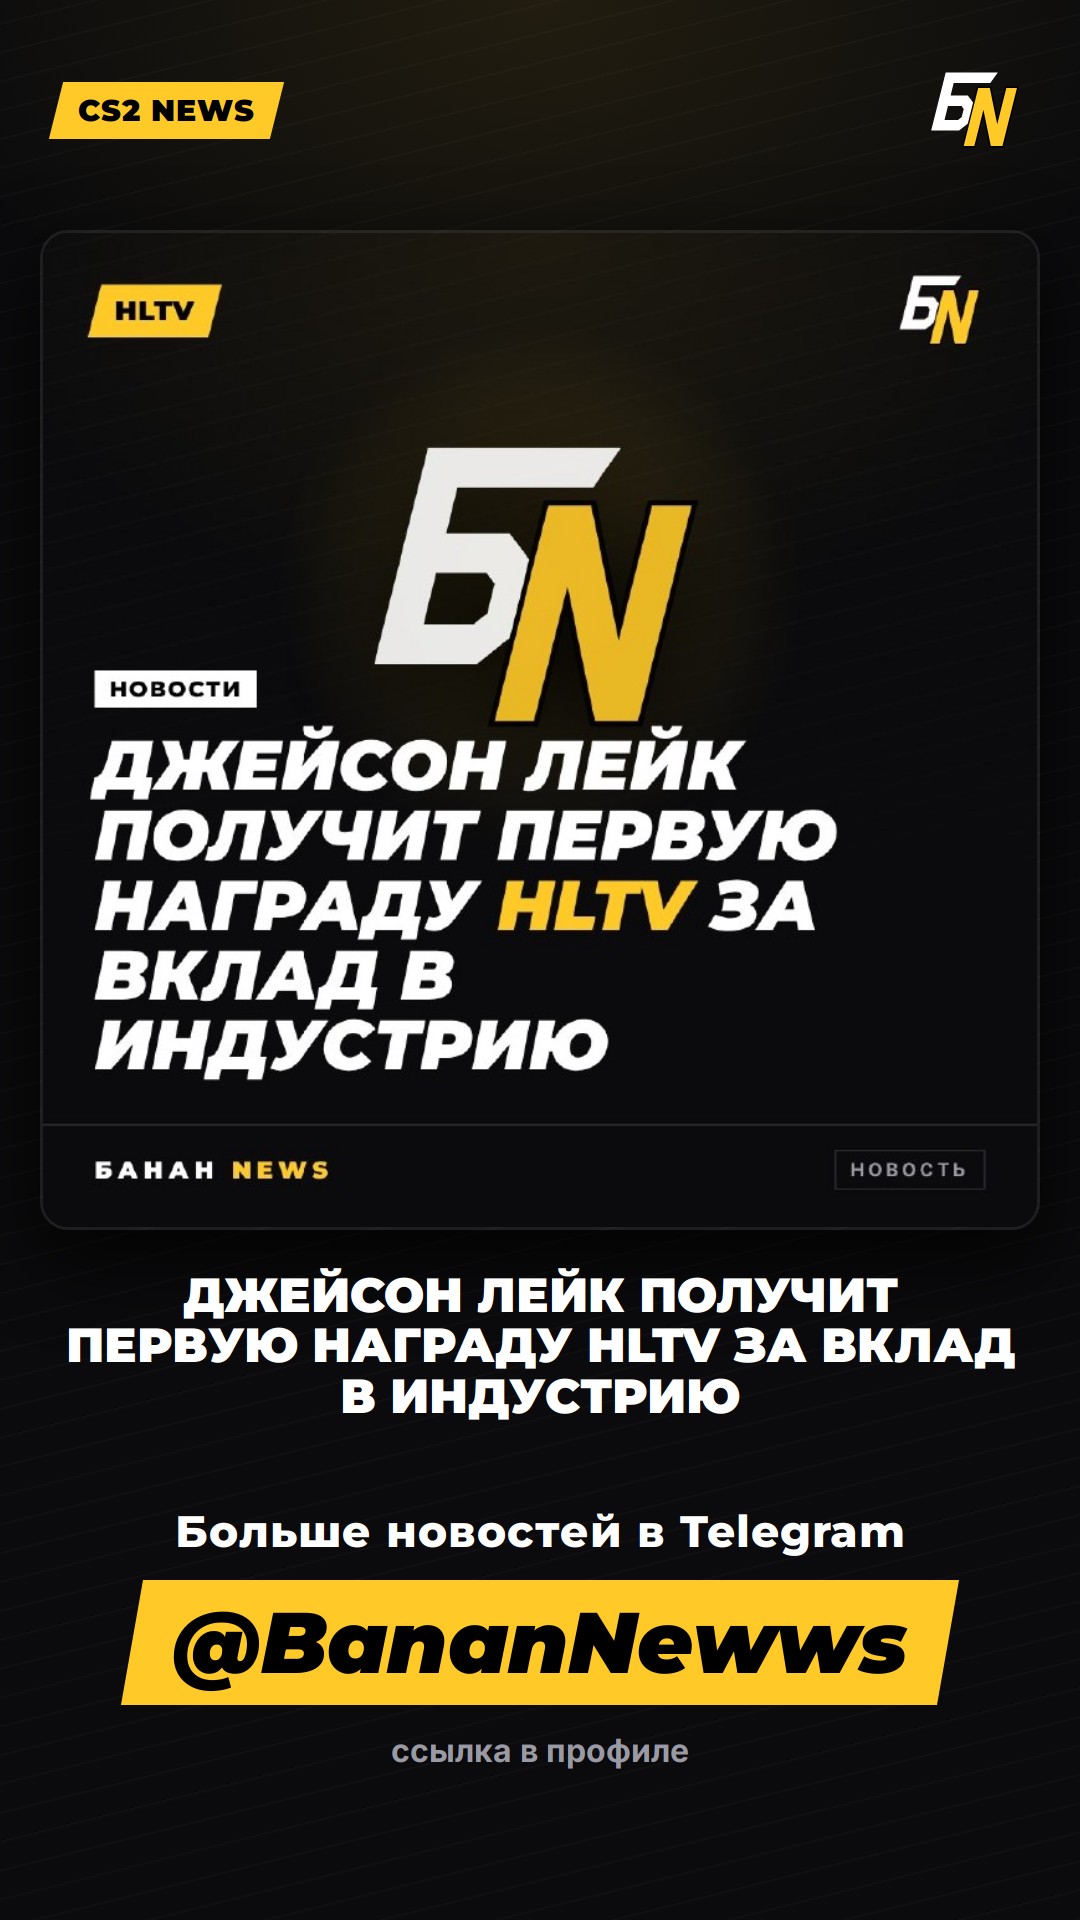 CS2 NEWS
БN
HLTV
БN
БN
НОВОСТИ
ДЖЕЙСОН ЛЕЙК
ПОЛУЧИТ ПЕРВУЮ
НАГРАДУ HLTV ЗА
ВКЛАД В
ИНДУСТРИЮ
БАНАН NEWS
НОВОСТЬ
ДЖЕЙСОН ЛЕЙК ПОЛУЧИТ
ПЕРВУЮ НАГРАДУ HLTV ЗА ВКЛАД
В ИНДУСТРИЮ
Больше новостей в Telegram
@BananNewws
ссылка в профиле